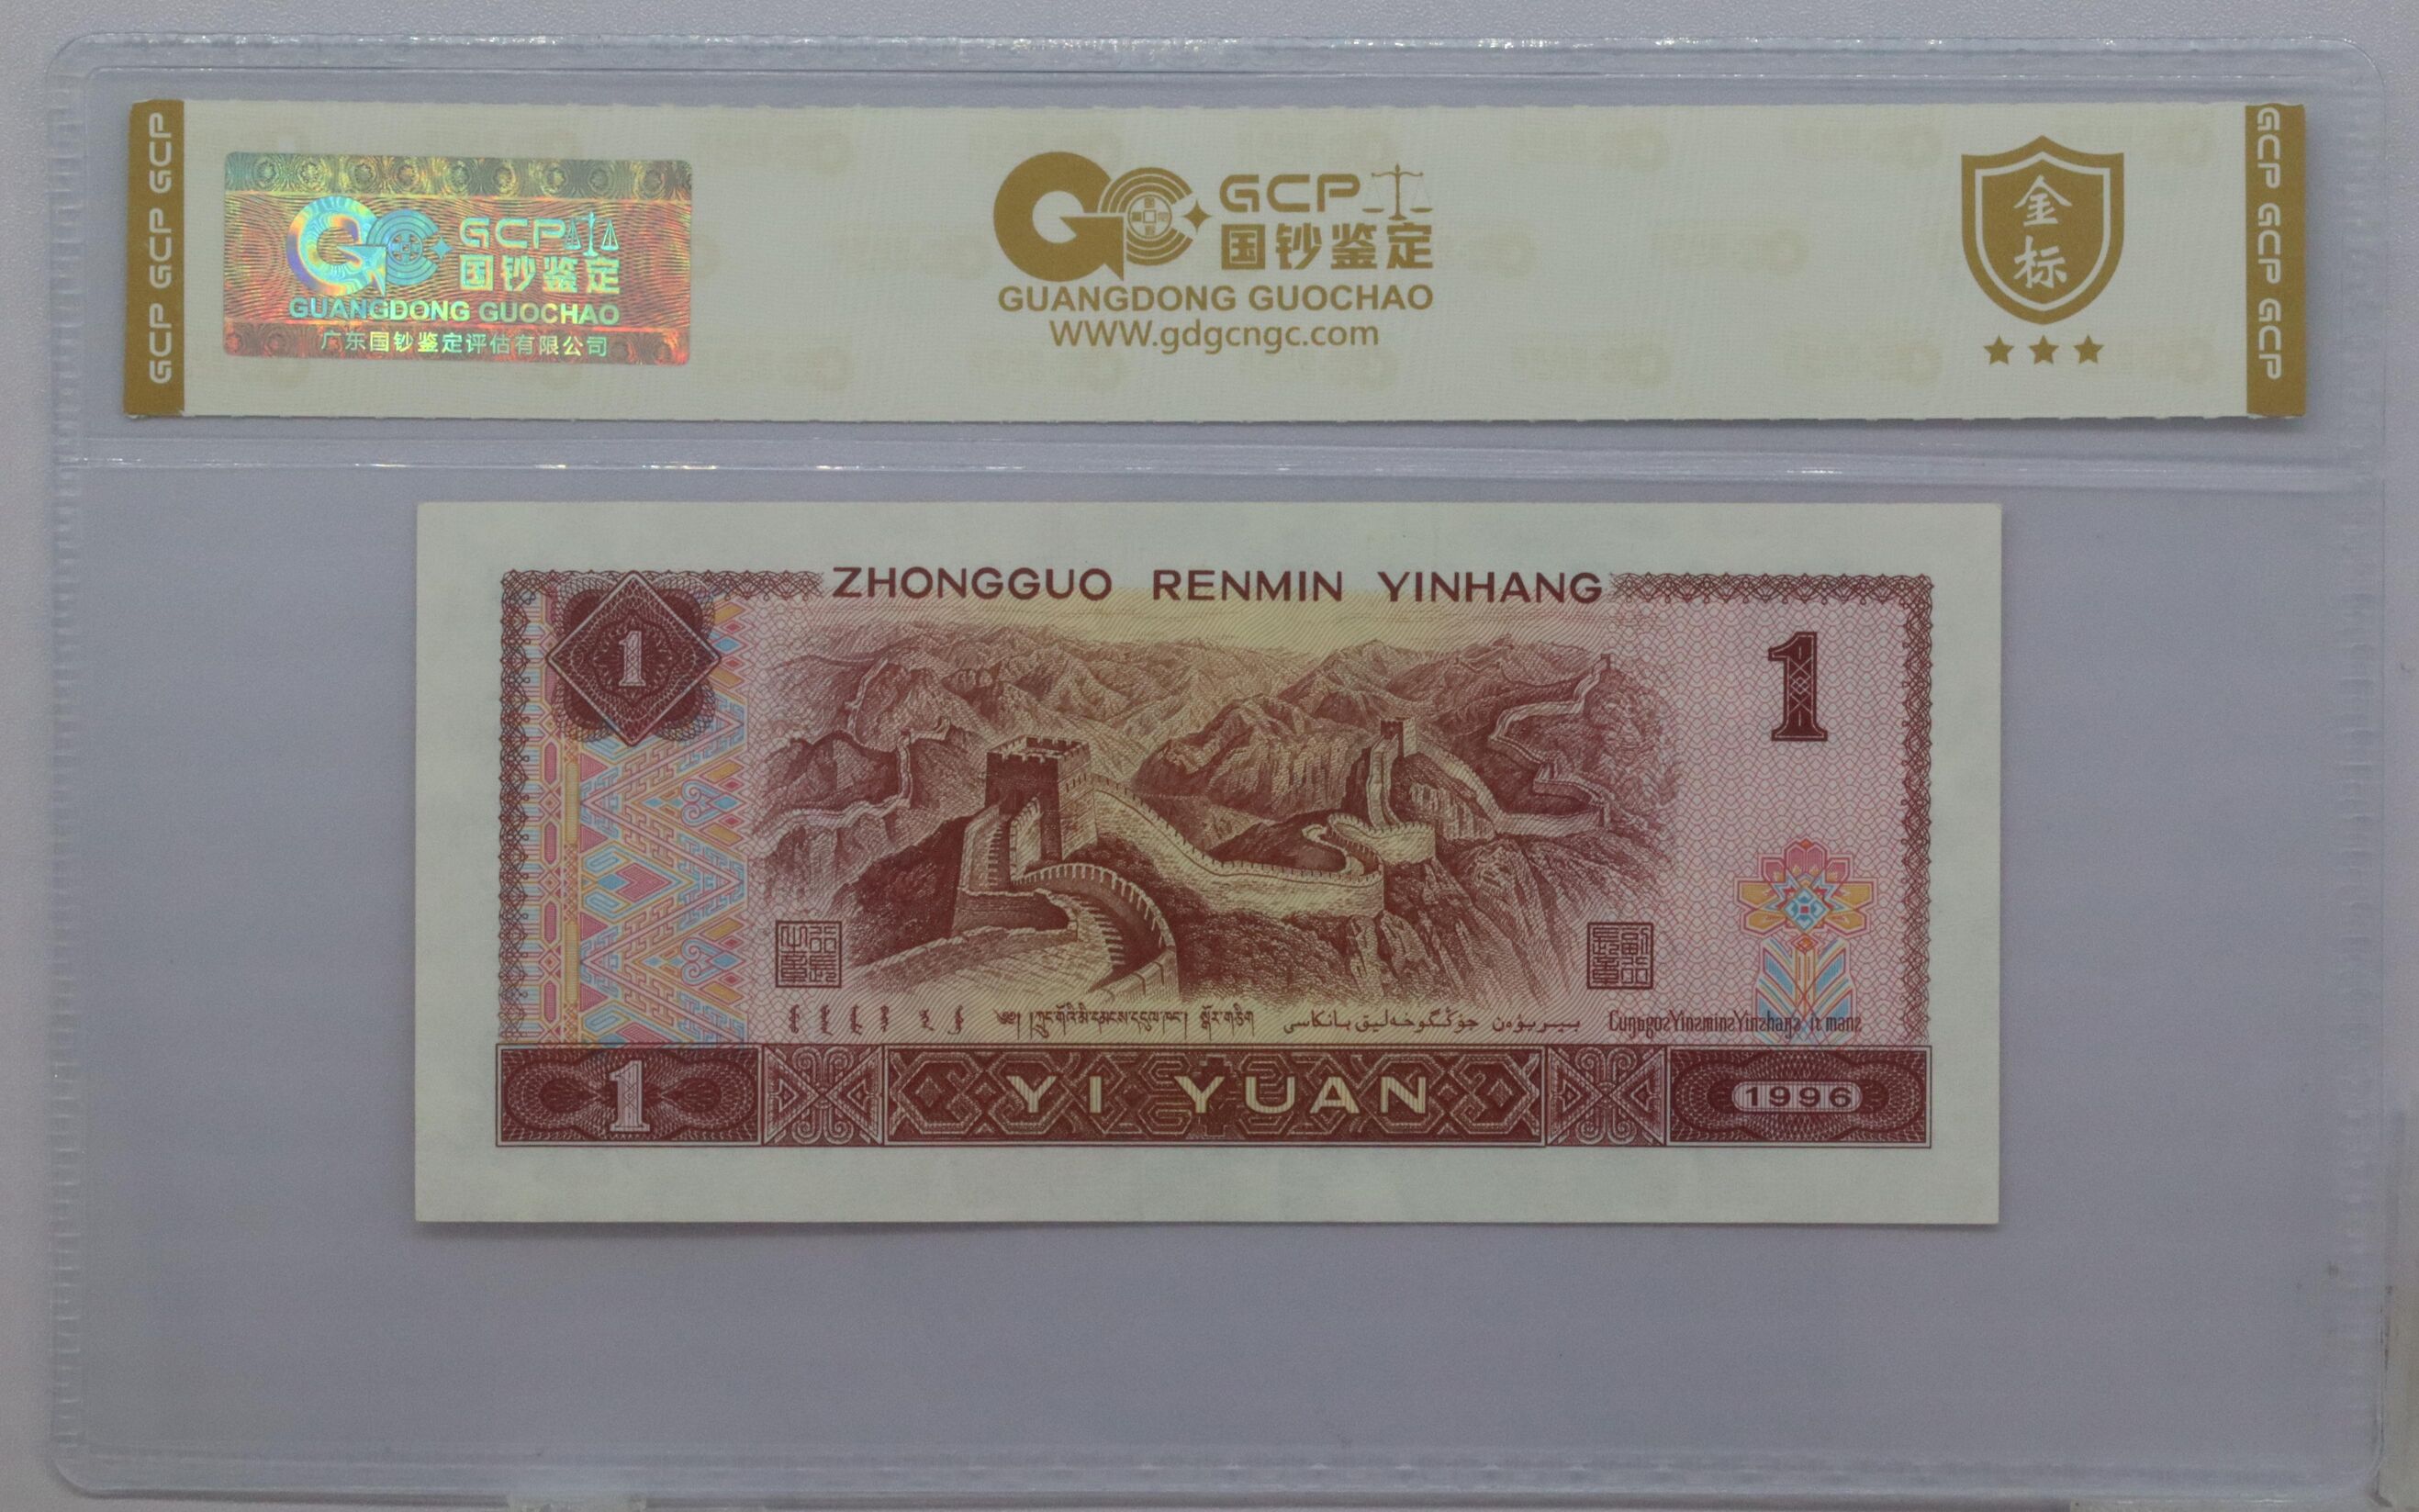 GCP GCP GCP
GCP
国钞鉴定
GUANGDONG GUOCHAO
广东国钞鉴定评估有限公司
GCP
国钞鉴定
GUANGDONG GUOCHAO
WWW.gdgcngc.com
金
标
GCP GCP GCP
ZHONGGUO RENMIN YINHANG
1
1
1
YI YUAN
1996